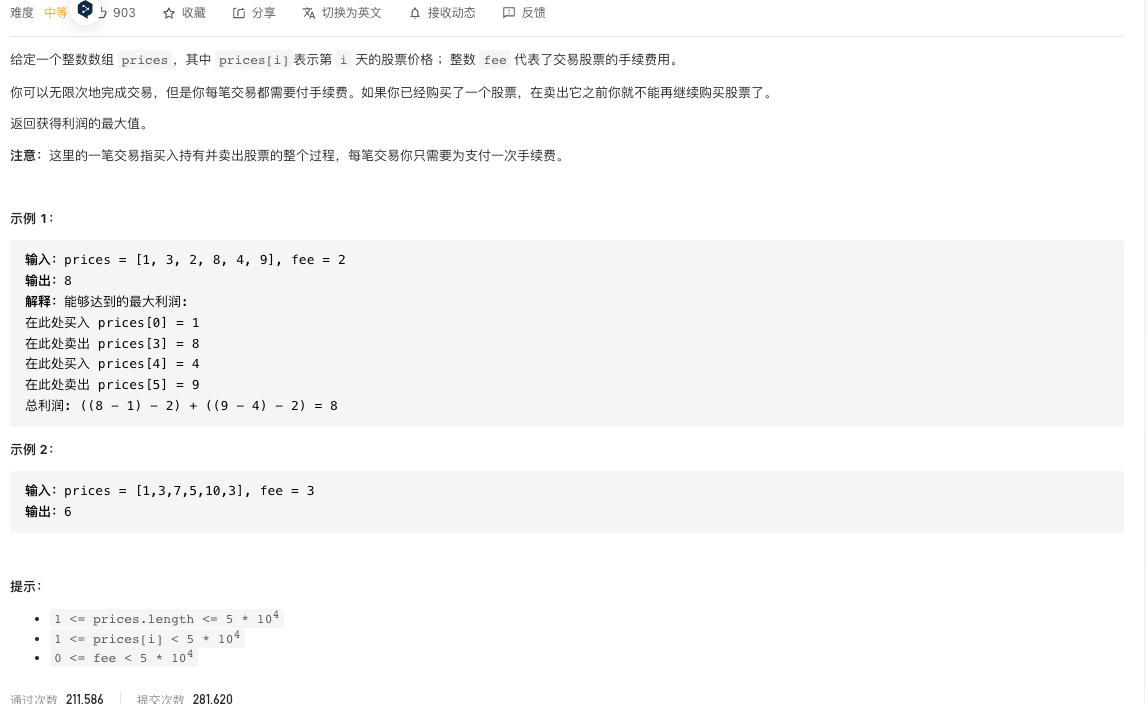 难度 中等 903 收藏 分享 切换为英文 接收动态 反馈
给定一个整数数组 prices，其中 prices[i]表示第 i 天的股票价格 ；整数 fee 代表了交易股票的手续费用。
你可以无限次地完成交易，但是你每笔交易都需要付手续费。如果你已经购买了一个股票，在卖出它之前你就不能再继续购买股票了。
返回获得利润的最大值。
注意：这里的一笔交易指买入持有并卖出股票的整个过程，每笔交易你只需要为支付一次手续费。
示例 1：
输入：prices = [1, 3, 2, 8, 4, 9], fee = 2
输出：8
解释：能够达到的最大利润:
在此处买入 prices[0] = 1
在此处卖出 prices[3] = 8
在此处买入 prices[4] = 4
在此处卖出 prices[5] = 9
总利润: ((8 - 1) - 2) + ((9 - 4) - 2) = 8
示例 2：
输入：prices = [1,3,7,5,10,3], fee = 3
输出：6
提示：
1 <= prices.length <= 5 * 10⁴
1 <= prices[i] < 5 * 10⁴
0 <= fee < 5 * 10⁴
通过次数 211,586 提交次数 281,620